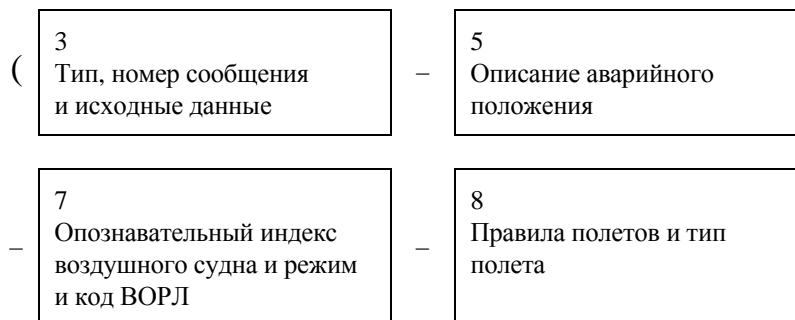 ( 3 – 5
Тип, номер сообщения
и исходные данные
Описание аварийного
положения
– 7 – 8
Опознавательный индекс
воздушного судна и режим
и код ВОРЛ
Правила полетов и тип
полета